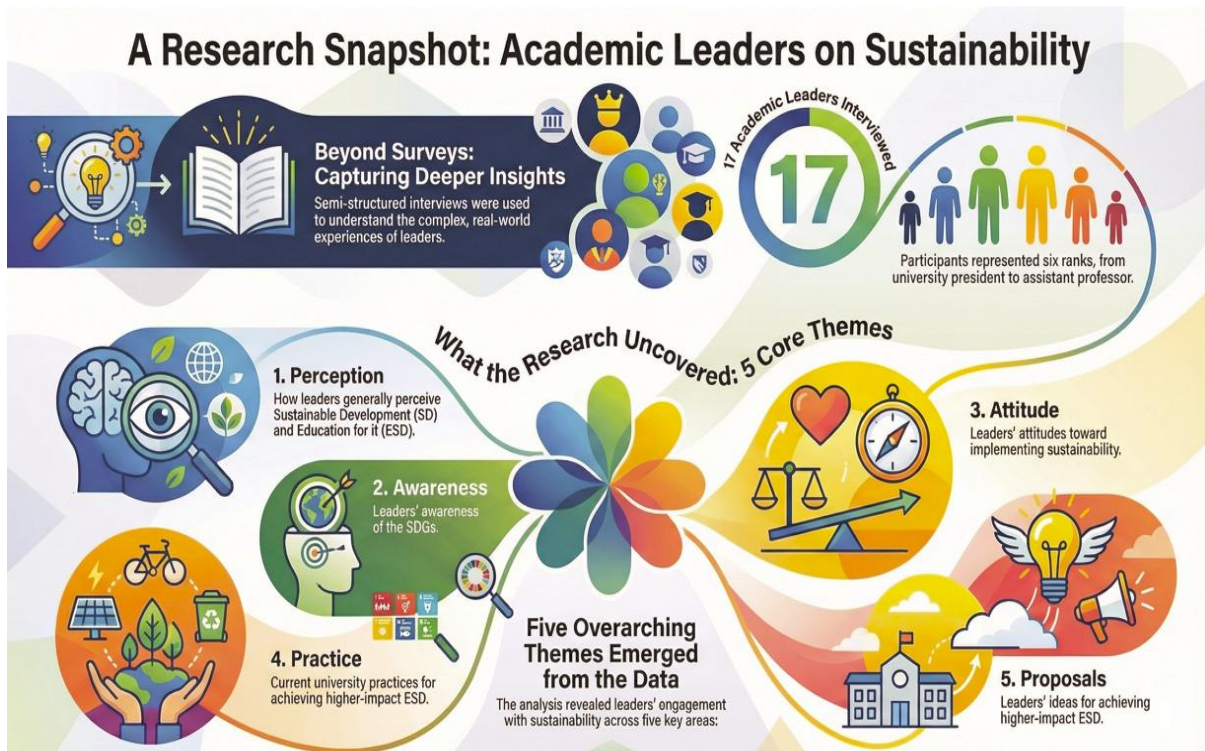 A Research Snapshot: Academic Leaders on Sustainability
Beyond Surveys:
Capturing Deeper Insights
Semi-structured interviews were used
to understand the complex, real-world
experiences of leaders.
17 Academic Leaders Interviewed
17
Participants represented six ranks, from
university president to assistant professor.
What the Research Uncovered: 5 Core Themes
1. Perception
How leaders generally perceive
Sustainable Development (SD)
and Education for it (ESD).
2. Awareness
Leaders' awareness
of the SDGs.
3. Attitude
Leaders' attitudes toward
implementing sustainability.
4. Practice
Current university practices for
achieving higher-impact ESD.
Five Overarching
Themes Emerged
from the Data
The analysis revealed leaders' engagement
with sustainability across five key areas:
5. Proposals
Leaders' ideas for achieving
higher-impact ESD.